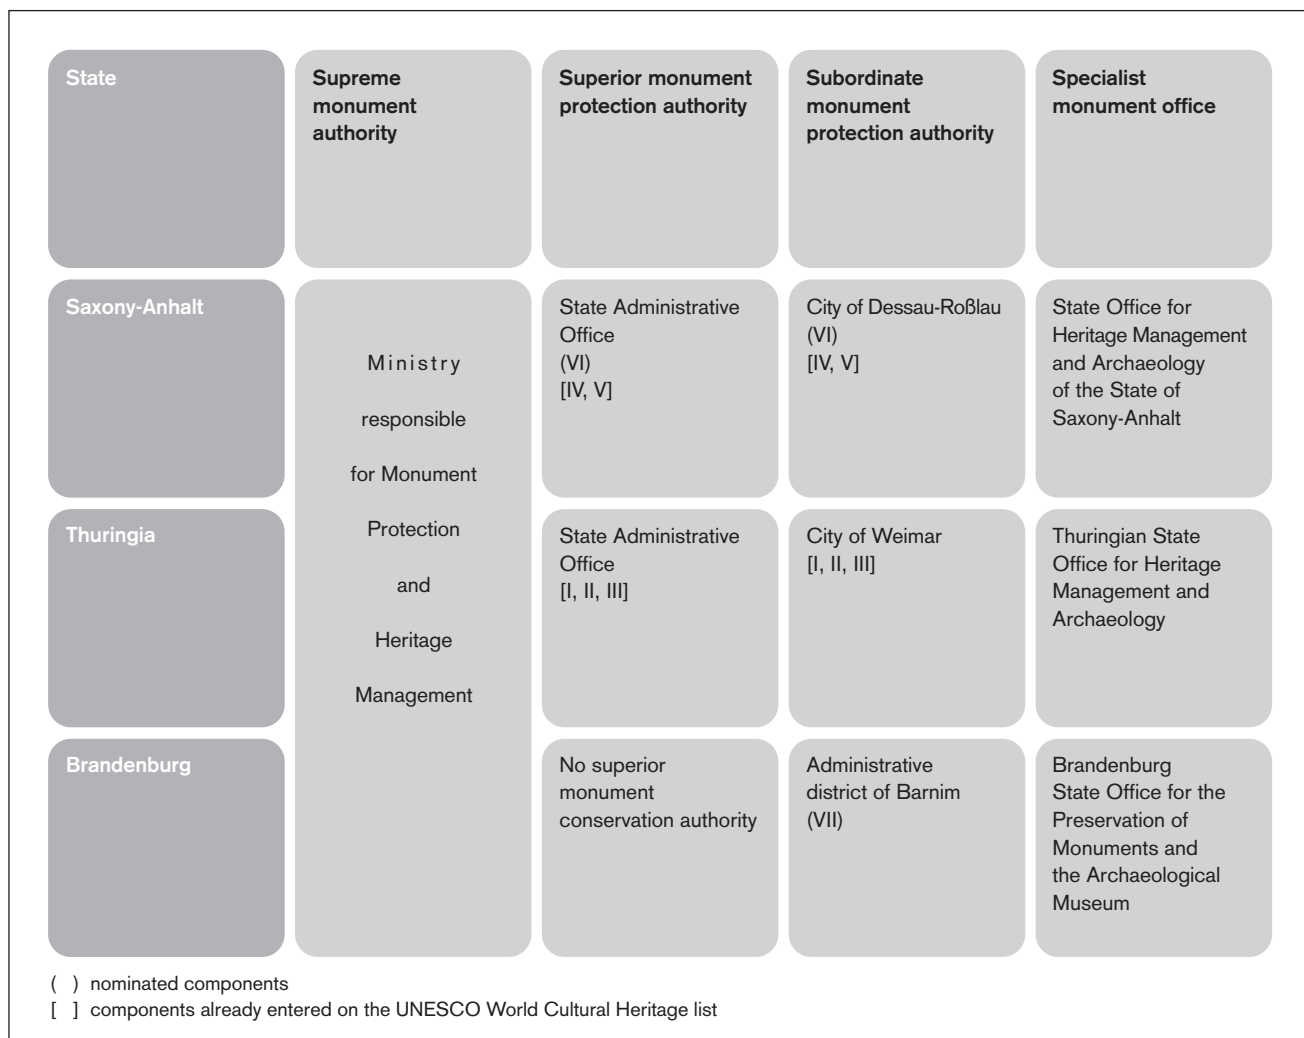 State
Supreme
monument
authority
Superior monument
protection authority
Subordinate
monument
protection authority
Specialist
monument office
Saxony-Anhalt
Ministry
responsible
for Monument
Protection
and
Heritage
Management
State Administrative
Office
(VI)
[IV, V]
City of Dessau-Roßlau
(VI)
[IV, V]
State Office for
Heritage Management
and Archaeology
of the State of
Saxony-Anhalt
Thuringia
State Administrative
Office
[I, II, III]
City of Weimar
[I, II, III]
Thuringian State
Office for Heritage
Management and
Archaeology
Brandenburg
No superior
monument
conservation authority
Administrative
district of Barnim
(VII)
Brandenburg
State Office for the
Preservation of
Monuments and
the Archaeological
Museum
( ) nominated components
[ ] components already entered on the UNESCO World Cultural Heritage list